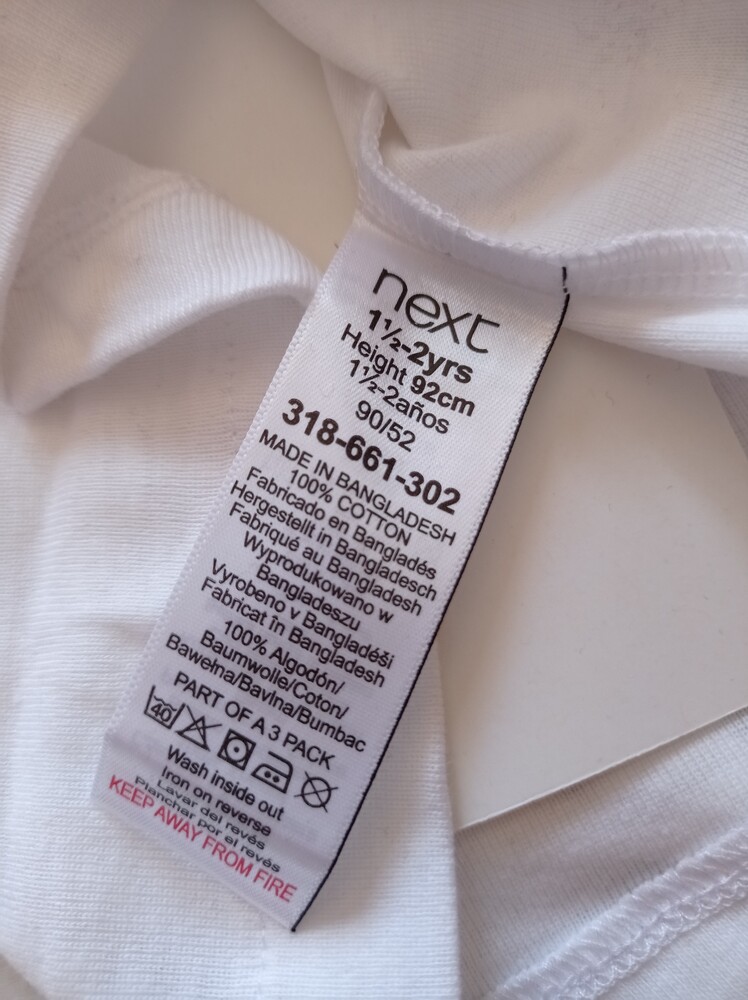 next
1½-2yrs
Height 92cm
1½-2años
90/52
318-661-302
MADE IN BANGLADESH
100% COTTON
Fabricado en Bangladés
Hergestellt in Bangladesch
Fabriqué au Bangladesh
Wyprodukowano w
Bangladeszu
Vyrobeno v Bangladéši
Fabricat în Bangladesh
100% Algodón/
Baumwolle/Coton/
Bawełna/Bavlna/Bumbac
PART OF A 3 PACK
40
Wash inside out
Iron on reverse
Lavar del revés
Planchar por el revés
KEEP AWAY FROM FIRE